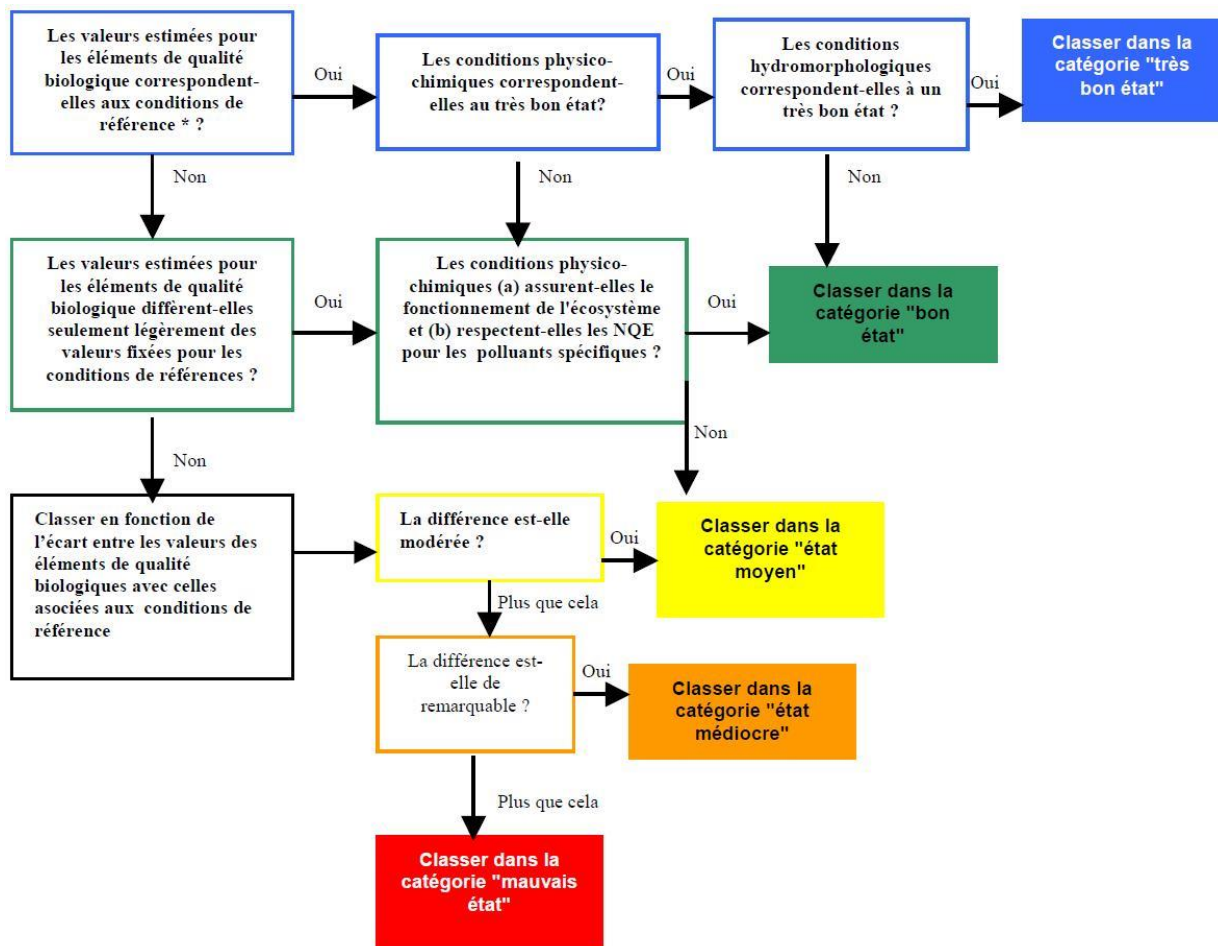 Les valeurs estimées pour
les éléments de qualité
biologique correspondent-
elles aux conditions de
référence * ?
Oui
Les conditions physico-
chimiques correspondent-
elles au très bon état?
Oui
Les conditions
hydromorphologiques
correspondent-elles à un
très bon état ?
Oui
Classer dans la
catégorie "très
bon état"
Non
Non
Non
Les valeurs estimées pour
les éléments de qualité
biologique diffèrent-elles
seulement légèrement des
valeurs fixées pour les
conditions de références ?
Oui
Les conditions physico-
chimiques (a) assurent-elles le
fonctionnement de l'écosystème
et (b) respectent-elles les NQE
pour les polluants spécifiques ?
Oui
Classer dans la
catégorie "bon
état"
Non
Non
Classer en fonction de
l'écart entre les valeurs des
éléments de qualité
biologiques avec celles
asociées aux conditions de
référence
La différence est-elle
modérée ?
Oui
Classer dans la
catégorie "état
moyen"
Plus que cela
La différence est-
elle de
remarquable ?
Oui
Classer dans la
catégorie "état
médiocre"
Plus que cela
Classer dans la
catégorie "mauvais
état"